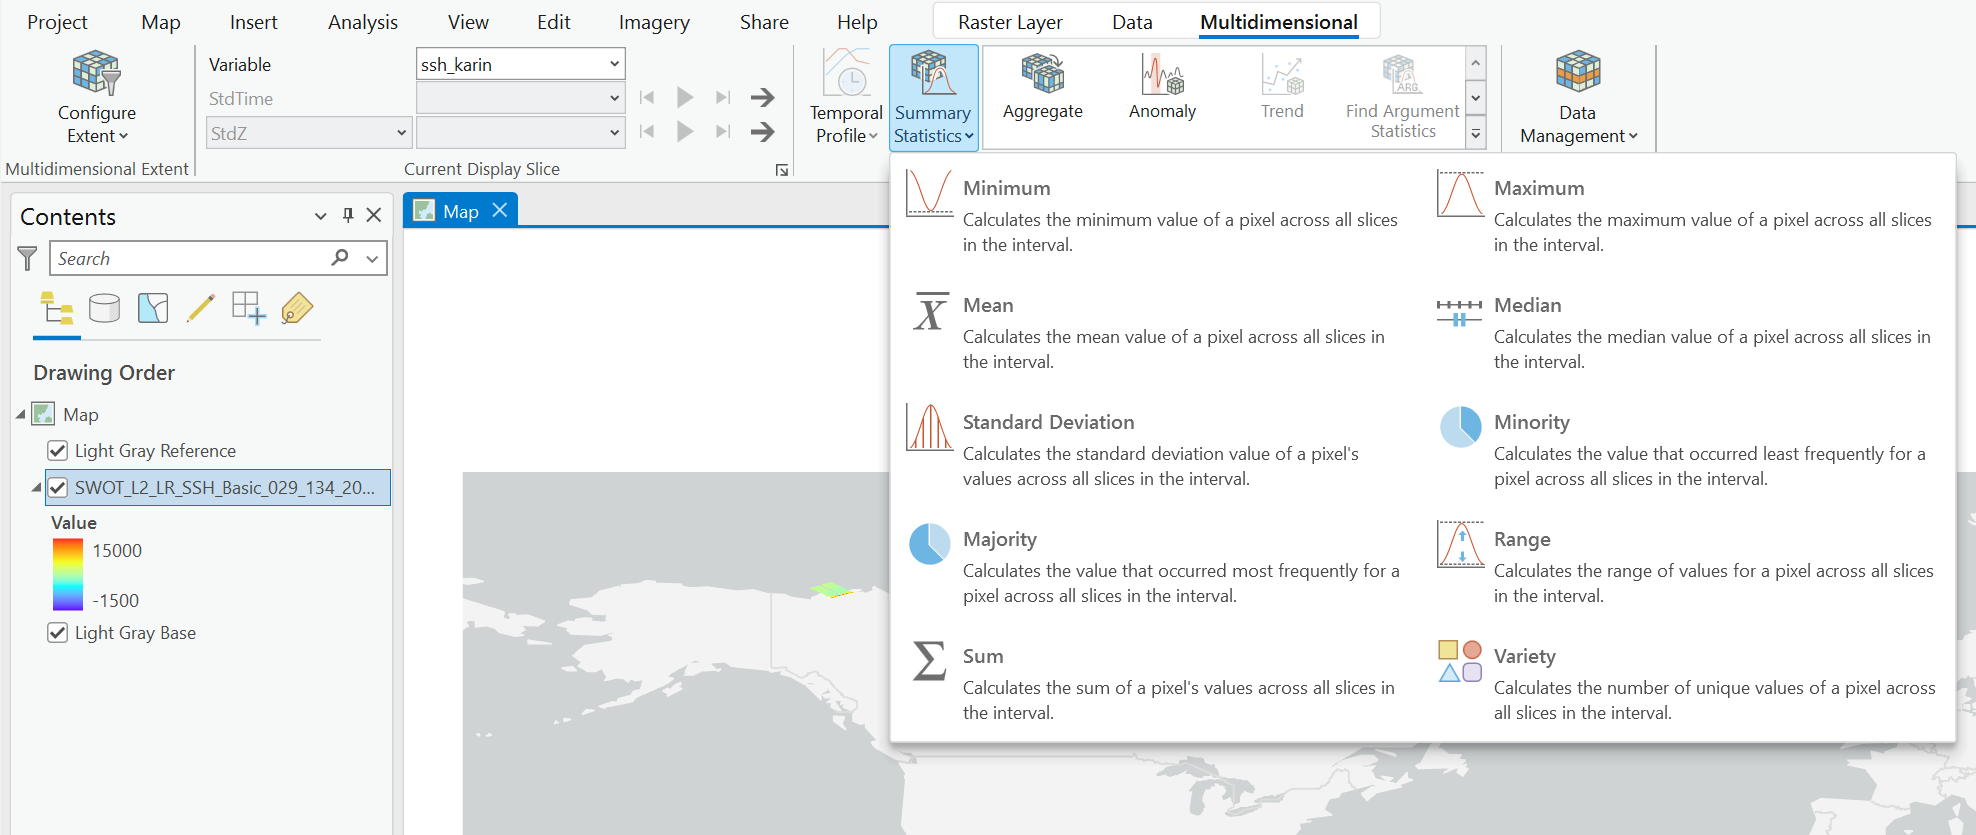 Project Map Insert Analysis View Edit Imagery Share Help Raster Layer Data Multidimensional
Configure
Extent
Multidimensional Extent
Variable ssh_karin
StdTime
StdZ
Current Display Slice
Temporal
Profile
Summary
Statistics
Aggregate
Anomaly
Trend
Find Argument
Statistics
ARG
Data
Management
Contents
Search
Drawing Order
Map
Light Gray Reference
SWOT_L2_LR_SSH_Basic_029_134_20...
Value
15000
-1500
Light Gray Base
Map
Minimum
Calculates the minimum value of a pixel across all slices
in the interval.
Maximum
Calculates the maximum value of a pixel across all slices
in the interval.
X
Mean
Calculates the mean value of a pixel across all slices in
the interval.
Median
Calculates the median value of a pixel across all slices in
the interval.
Standard Deviation
Calculates the standard deviation value of a pixel's
values across all slices in the interval.
Minority
Calculates the value that occurred least frequently for a
pixel across all slices in the interval.
Majority
Calculates the value that occurred most frequently for a
pixel across all slices in the interval.
Range
Calculates the range of values for a pixel across all slices
in the interval.
Σ
Sum
Calculates the sum of a pixel's values across all slices in
the interval.
Variety
Calculates the number of unique values of a pixel across
all slices in the interval.